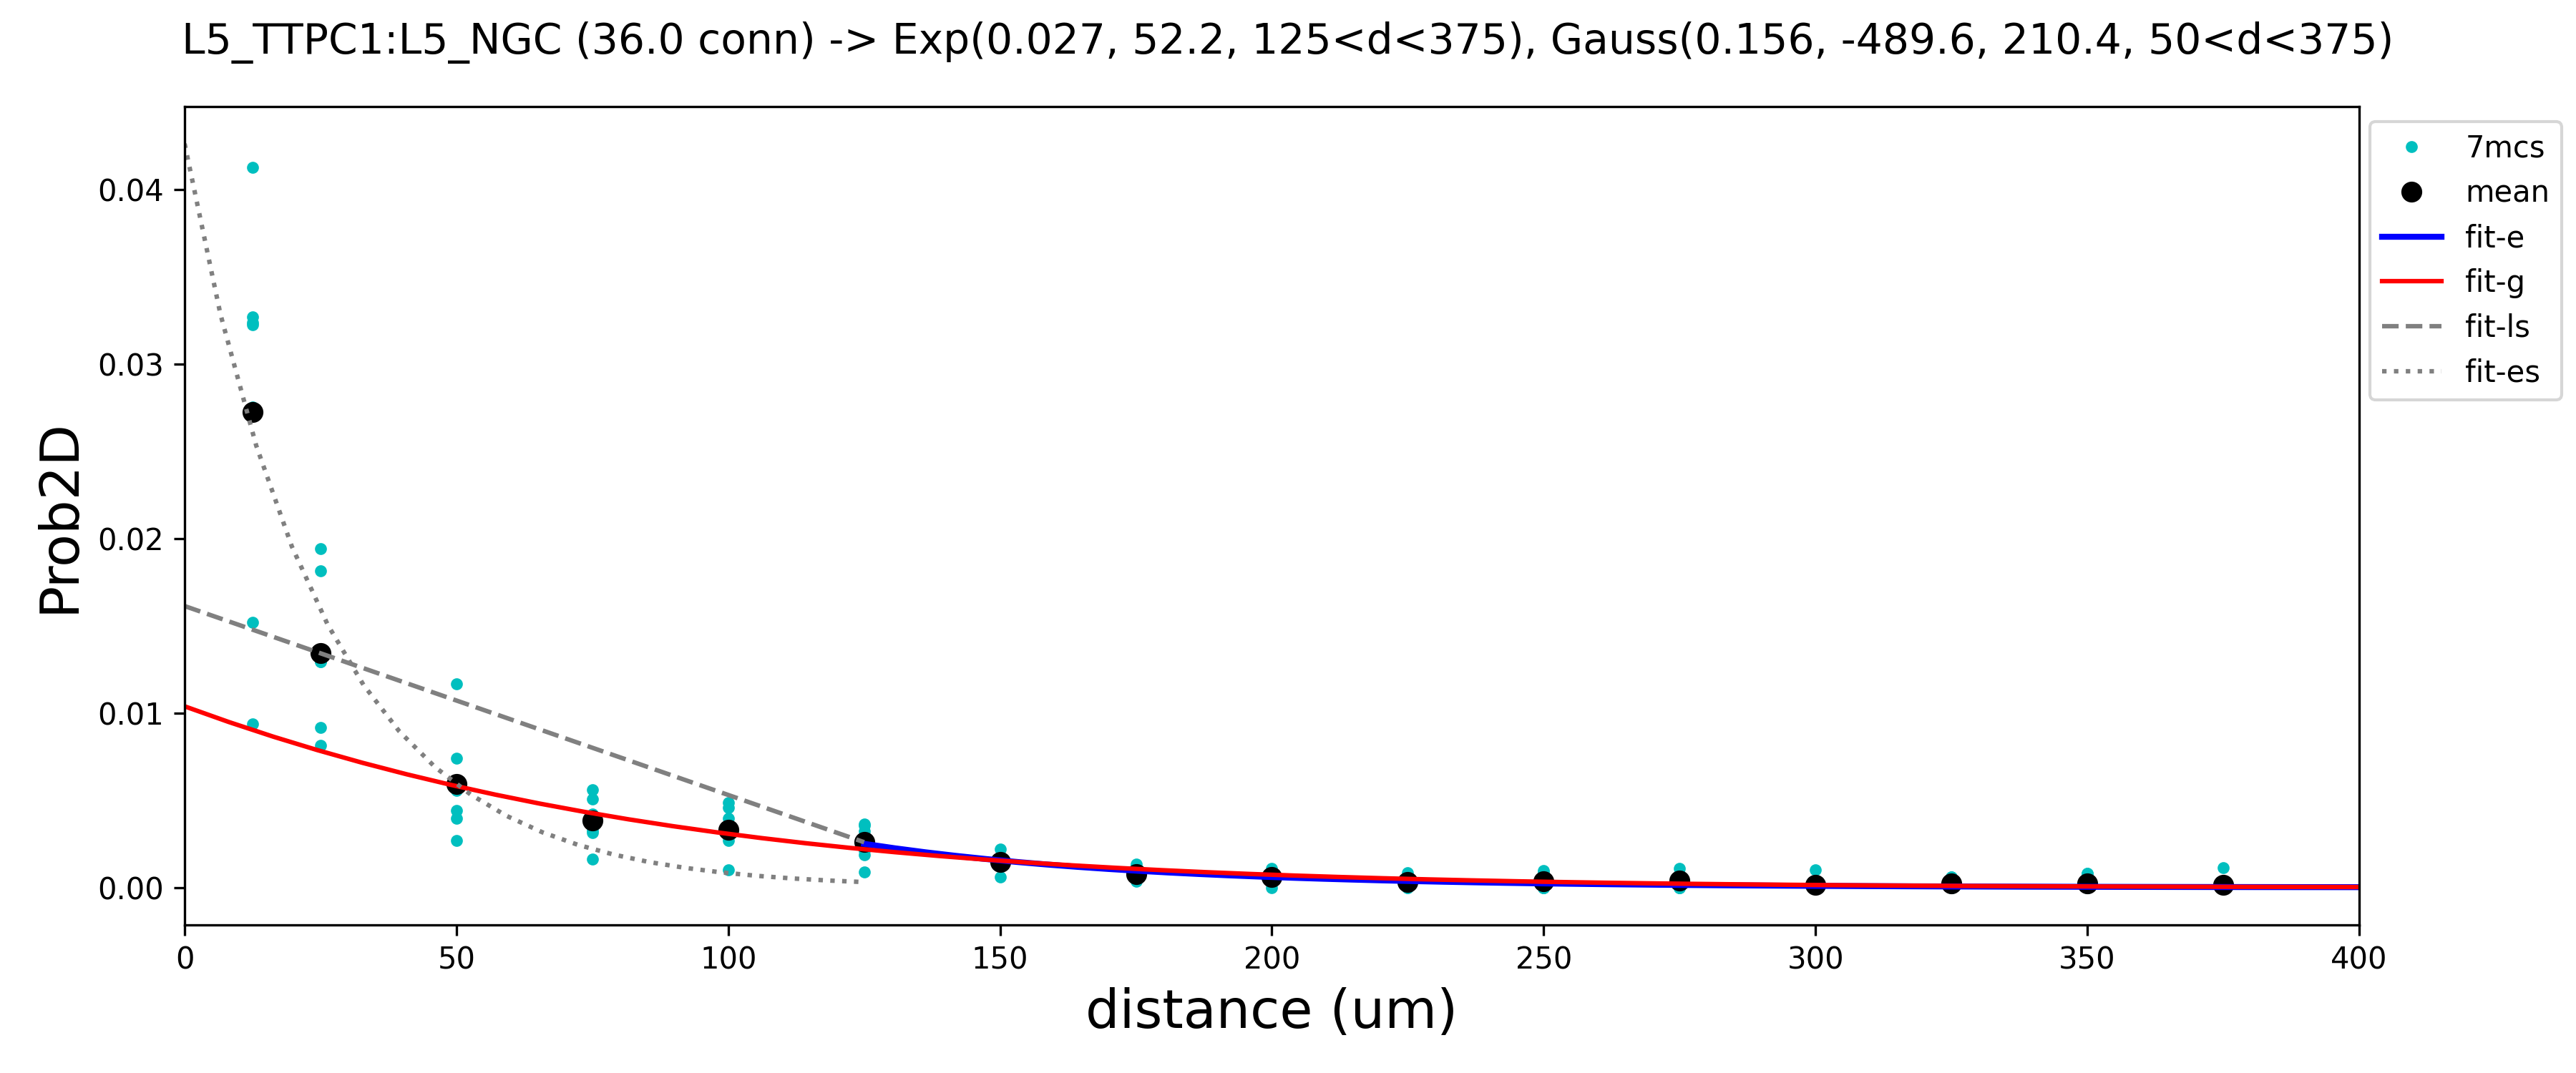 L5_TTPC1:L5_NGC (36.0 conn) -> Exp(0.027, 52.2, 125<d<375), Gauss(0.156, -489.6, 210.4, 50<d<375)
7mcs
mean
fit-e
fit-g
fit-ls
fit-es
Prob2D
0.04
0.03
0.02
0.01
0.00
0 50 100 150 200 250 300 350 400
distance (um)